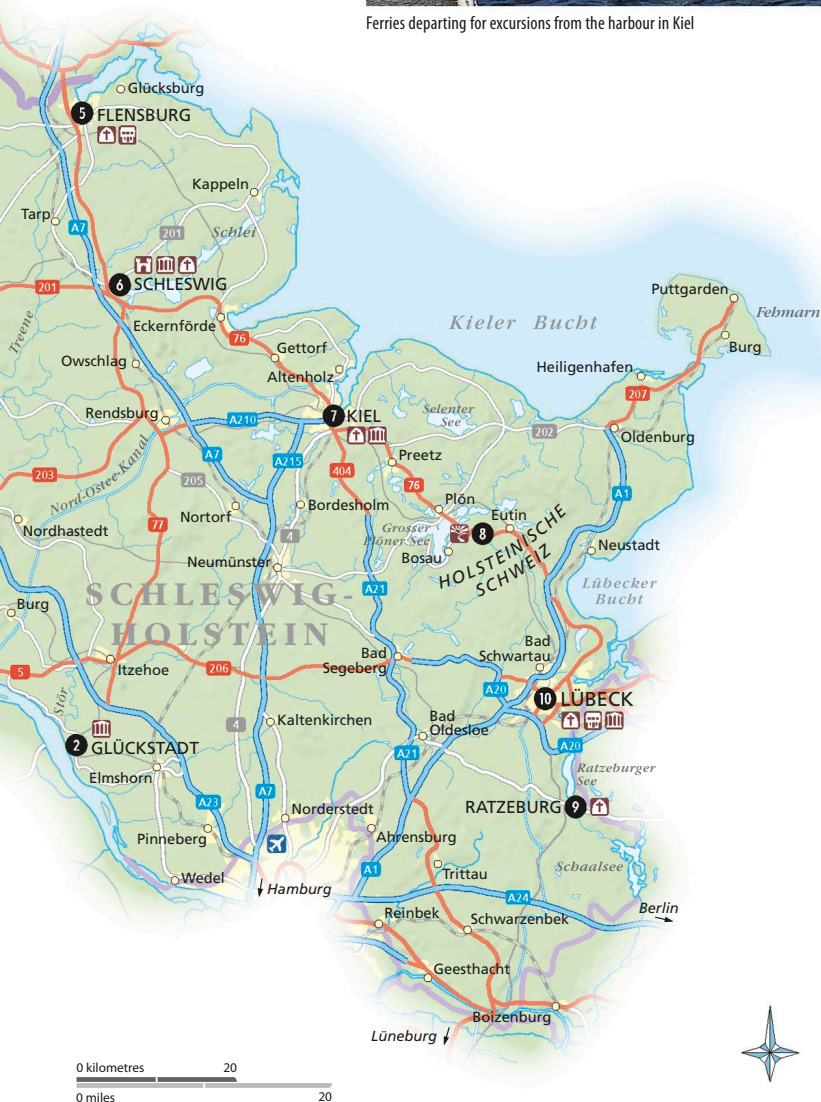 Ferries departing for excursions from the harbour in Kiel
Glücksburg
5 FLENSBURG
Kappeln
Tarp
A7
201
Schlei
6 SCHLESWIG
201
Puttgarden
Fehmarn
Treene
Eckernförde
76
Kieler Bucht
Burg
Gettorf
Owschlag
Altenholz
Heiligenhafen
207
Rendsburg
A210
7 KIEL
Selenter
See
202
Oldenburg
A7
A215
Preetz
404
203
Nord-Ostee-Kanal
205
76
A1
Nortorf
Bordesholm
Plön
Eutin
77
4
Grosser
Plöner See
8
HOLSTEINISCHE
SCHWEIZ
Nordhastedt
Bosau
Neustadt
Neumünster
A21
Lübecker
Bucht
SCHLESWIG-
HOLSTEIN
Burg
Bad
Segeberg
Bad
Schwartau
5
Itzehoe
206
A20
10 LÜBECK
Stör
4
Kaltenkirchen
Bad
Oldesloe
2 GLÜCKSTADT
A21
A20
Elmshorn
Ratzeburger
See
A23
A7
Norderstedt
RATZEBURG 9
Pinneberg
Ahrensburg
Schaalsee
A1
Trittau
Wedel
Hamburg
A24
Berlin
Reinbek
Schwarzenbek
Geesthacht
Boizenburg
Lüneburg
0 kilometres 20
0 miles 20